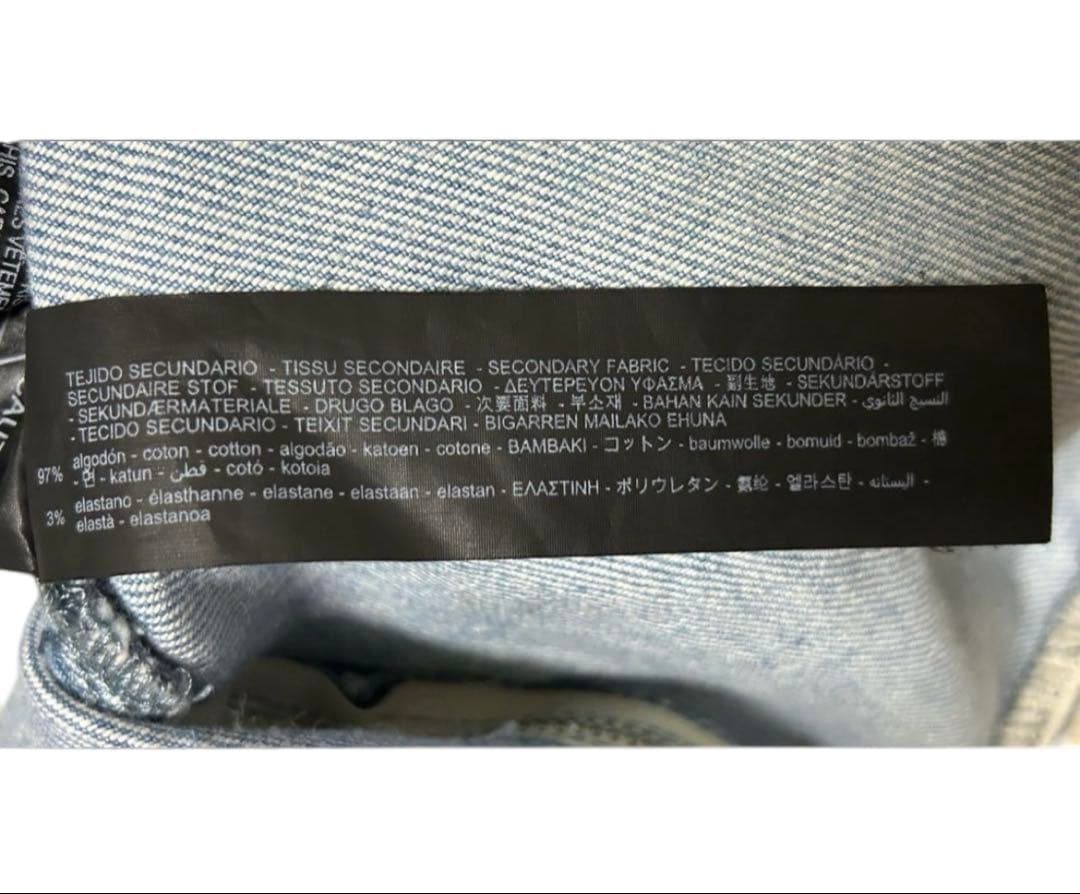 THIS
VÊTEM
TEJIDO SECUNDARIO - TISSU SECONDAIRE - SECONDARY FABRIC - TECIDO SECUNDÁRIO -
SECUNDAIRE STOF - TESSUTO SECONDARIO - ΔΕΥΤΕΡΕΥΟΝ ΥΦΑΣΜΑ - 副生地 - SEKUNDÄRSTOFF
- SEKUNDÆRMATERIALE - DRUGO BLAGO - 次要面料 - 부소재 - BAHAN KAIN SEKUNDER - النسيج الثانوي
- TECIDO SECUNDARIO - TEIXIT SECUNDARI - BIGARREN MAILAKO EHUNA
97% algodón - coton - cotton - algodão - katoen - cotone - BAMBAKI - コットン - baumwolle - bomuld - bombaž - 棉
- 면 - katun - قطن - cotó - kotoia
3% elastano - élasthanne - elastane - elastaan - elastan - ΕΛΑΣΤΙΝΗ - ポリウレタン - 氨纶 - 엘라스탄 - اليستانه -
elastà - elastanoa